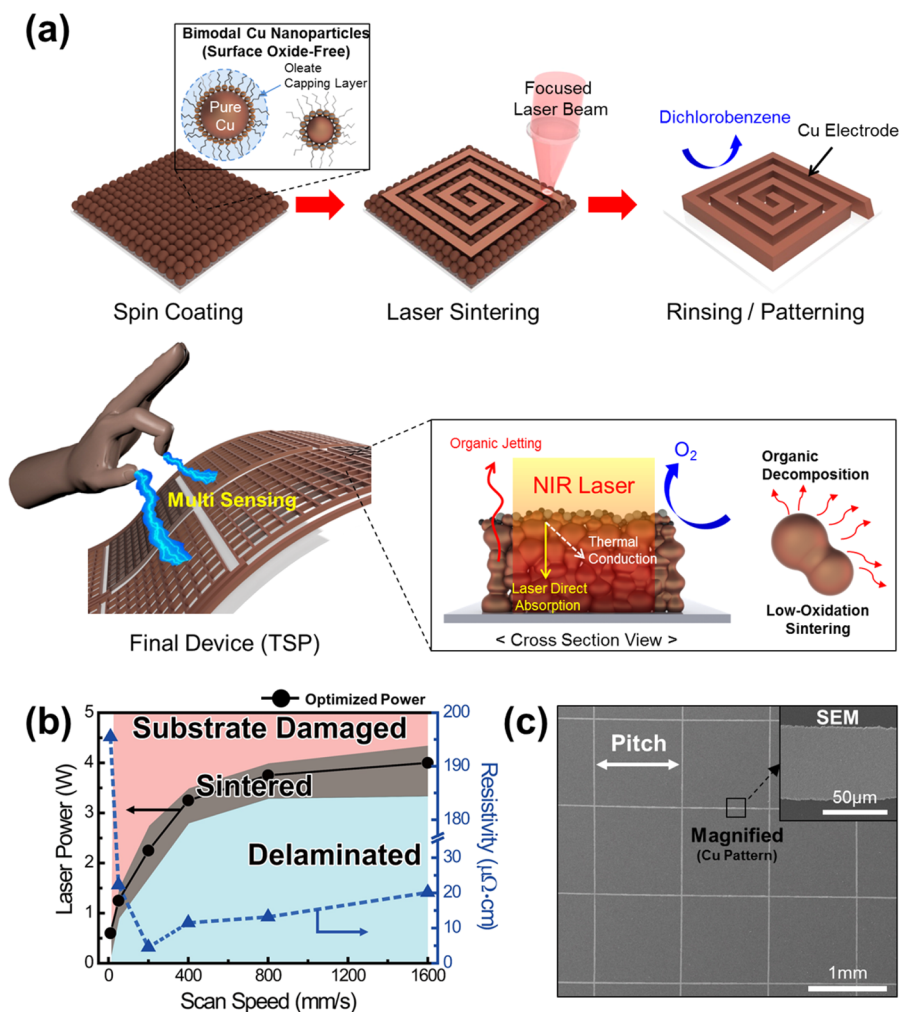 (a)
Bimodal Cu Nanoparticles
(Surface Oxide-Free)
Oleate
Capping Layer
Pure
Cu
Focused
Laser Beam
Dichlorobenzene
Cu Electrode
Spin Coating
Laser Sintering
Rinsing / Patterning
Multi Sensing
Final Device (TSP)
Organic Jetting
NIR Laser
O2
Thermal
Conduction
Laser Direct
Absorption
< Cross Section View >
Organic
Decomposition
Low-Oxidation
Sintering
(b)
Optimized Power
Substrate Damaged
Sintered
Delaminated
Laser Power (W)
5
4
3
2
1
0
Resistivity (μΩ·cm)
200
190
180
30
20
10
0
0 400 800 1200 1600
Scan Speed (mm/s)
(c)
SEM
50μm
Pitch
Magnified
(Cu Pattern)
1mm